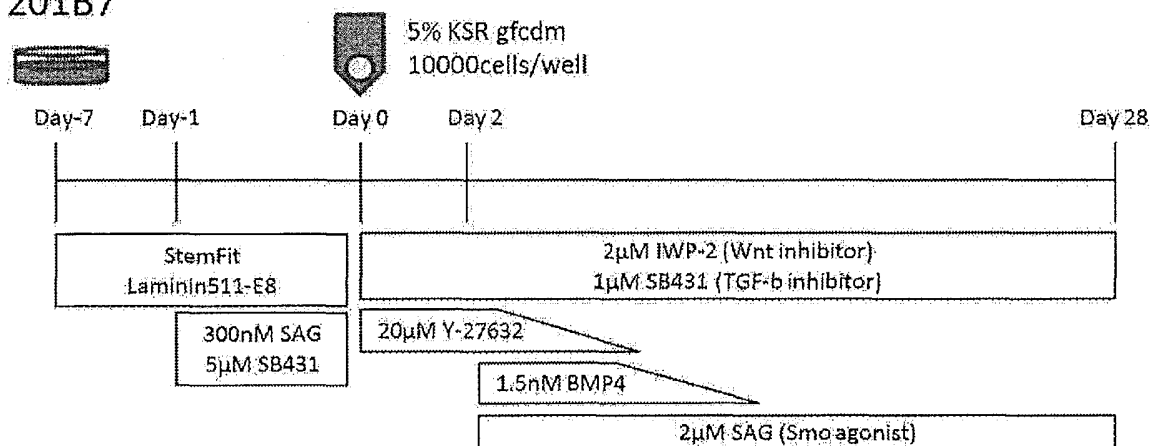 201B7
5% KSR gfcdm
10000cells/well
Day-7 Day-1 Day 0 Day 2 Day 28
StemFit
Laminin511-E8
2µM IWP-2 (Wnt inhibitor)
1µM SB431 (TGF-b inhibitor)
300nM SAG
5µM SB431
20µM Y-27632
1.5nM BMP4
2µM SAG (Smo agonist)